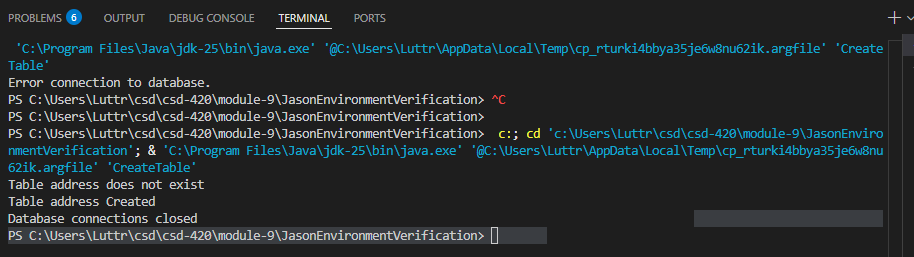 PROBLEMS 6 OUTPUT DEBUG CONSOLE TERMINAL PORTS
'C:\Program Files\Java\jdk-25\bin\java.exe' '@C:\Users\Luttr\AppData\Local\Temp\cp_rturki4bbya35je6w8nu62ik.argfile' 'Create
Table'
Error connection to database.
PS C:\Users\Luttr\csd\csd-420\module-9\JasonEnvironmentVerification> ^C
PS C:\Users\Luttr\csd\csd-420\module-9\JasonEnvironmentVerification>
PS C:\Users\Luttr\csd\csd-420\module-9\JasonEnvironmentVerification> c:; cd 'c:\Users\Luttr\csd\csd-420\module-9\JasonEnviro
nmentVerification'; & 'C:\Program Files\Java\jdk-25\bin\java.exe' '@C:\Users\Luttr\AppData\Local\Temp\cp_rturki4bbya35je6w8nu
62ik.argfile' 'CreateTable'
Table address does not exist
Table address Created
Database connections closed
PS C:\Users\Luttr\csd\csd-420\module-9\JasonEnvironmentVerification>